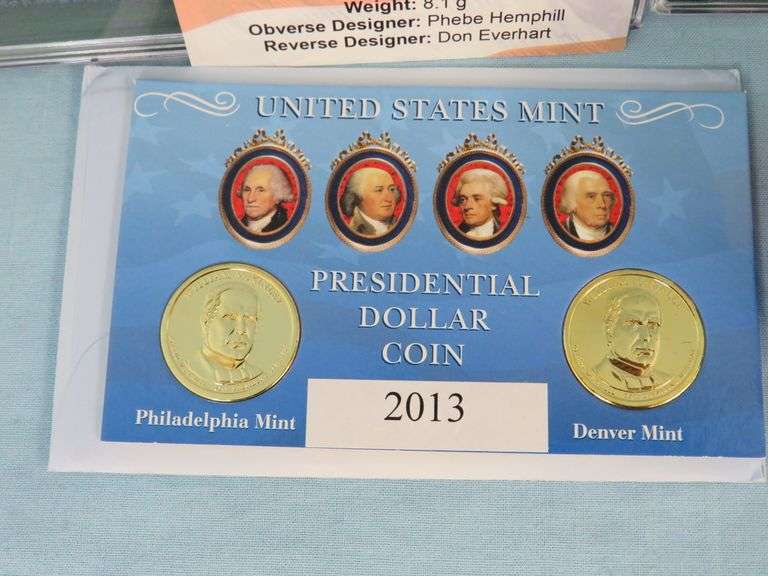 Weight: 8.1 g
Obverse Designer: Phebe Hemphill
Reverse Designer: Don Everhart
UNITED STATES MINT
PRESIDENTIAL
DOLLAR
COIN
2013
Philadelphia Mint
Denver Mint